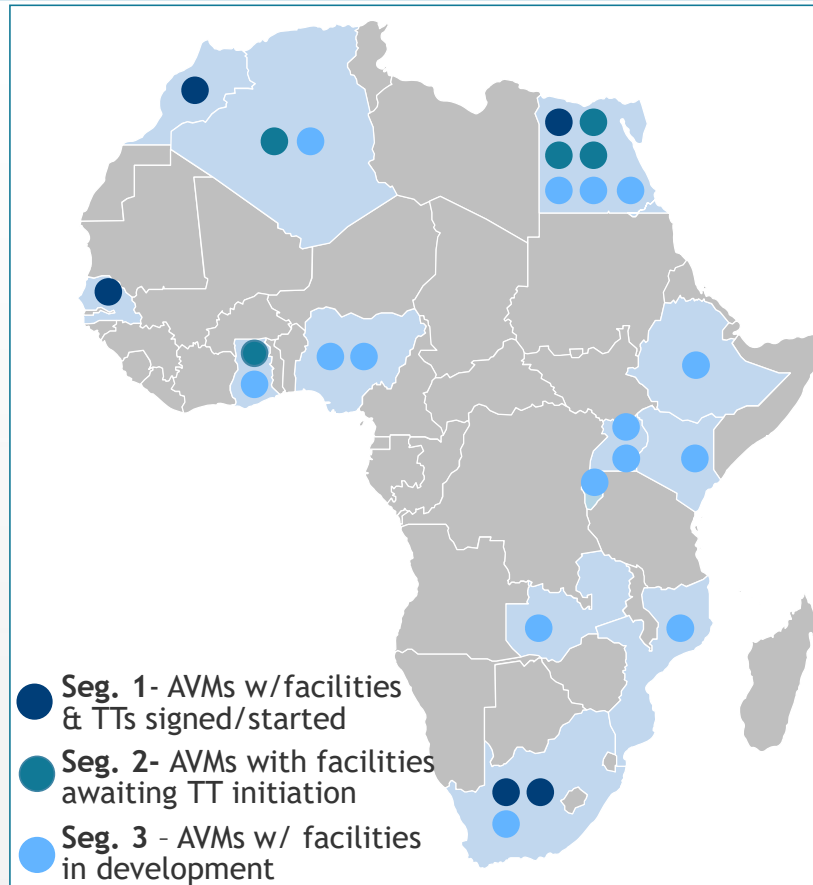 Seg. 1- AVMs w/facilities
& TTs signed/started
Seg. 2- AVMs with facilities
awaiting TT initiation
Seg. 3 - AVMs w/ facilities
in development